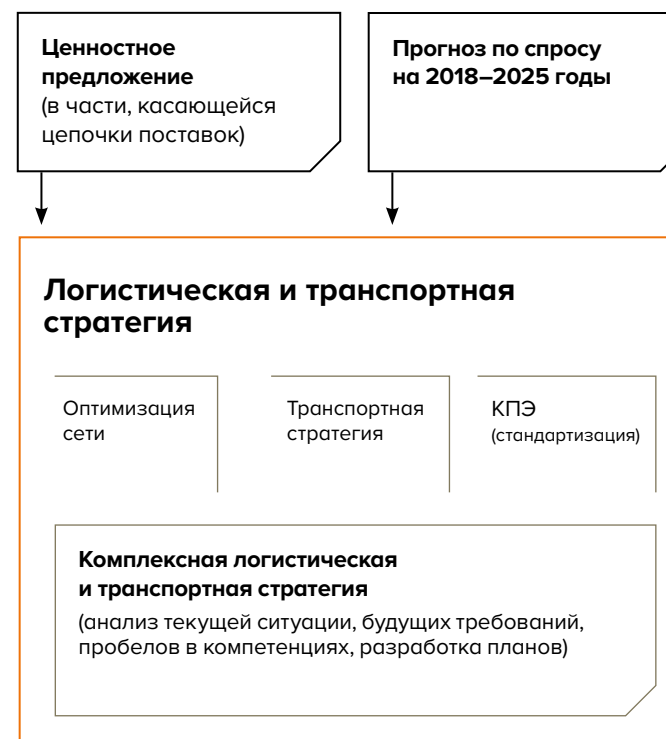 Ценностное
предложение
(в части, касающейся
цепочки поставок)
Прогноз по спросу
на 2018–2025 годы
Логистическая и транспортная
стратегия
Оптимизация
сети
Транспортная
стратегия
КПЭ
(стандартизация)
Комплексная логистическая
и транспортная стратегия
(анализ текущей ситуации, будущих требований,
пробелов в компетенциях, разработка планов)